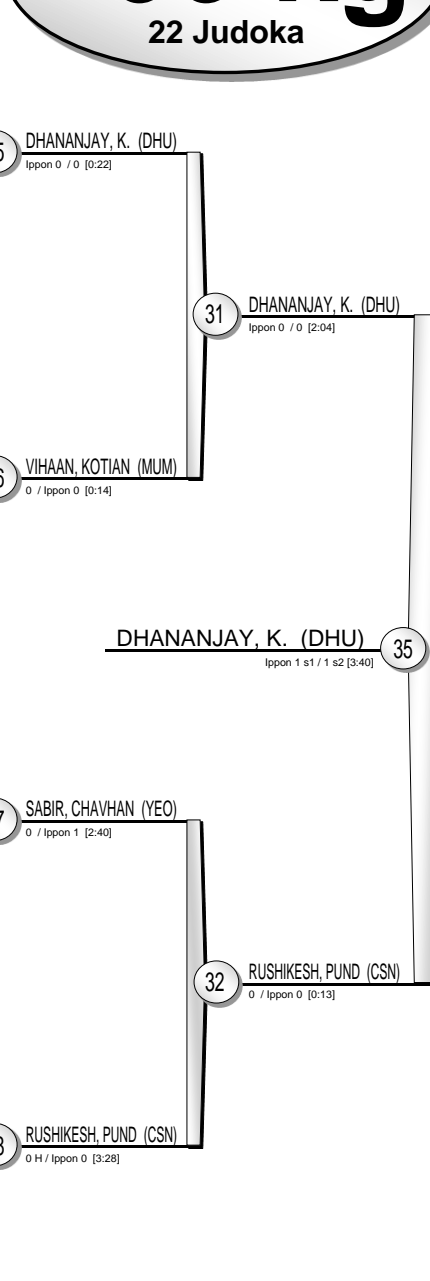 22 Judoka
DHANANJAY, K. (DHU)
Ippon 0 / 0 [0:22]
31
DHANANJAY, K. (DHU)
Ippon 0 / 0 [2:04]
VIHAAN, KOTIAN (MUM)
0 / Ippon 0 [0:14]
DHANANJAY, K. (DHU)
35
Ippon 1 s1 / 1 s2 [3:40]
SABIR, CHAVHAN (YEO)
0 / Ippon 1 [2:40]
32
RUSHIKESH, PUND (CSN)
0 / Ippon 0 [0:13]
RUSHIKESH, PUND (CSN)
0 H / Ippon 0 [3:28]